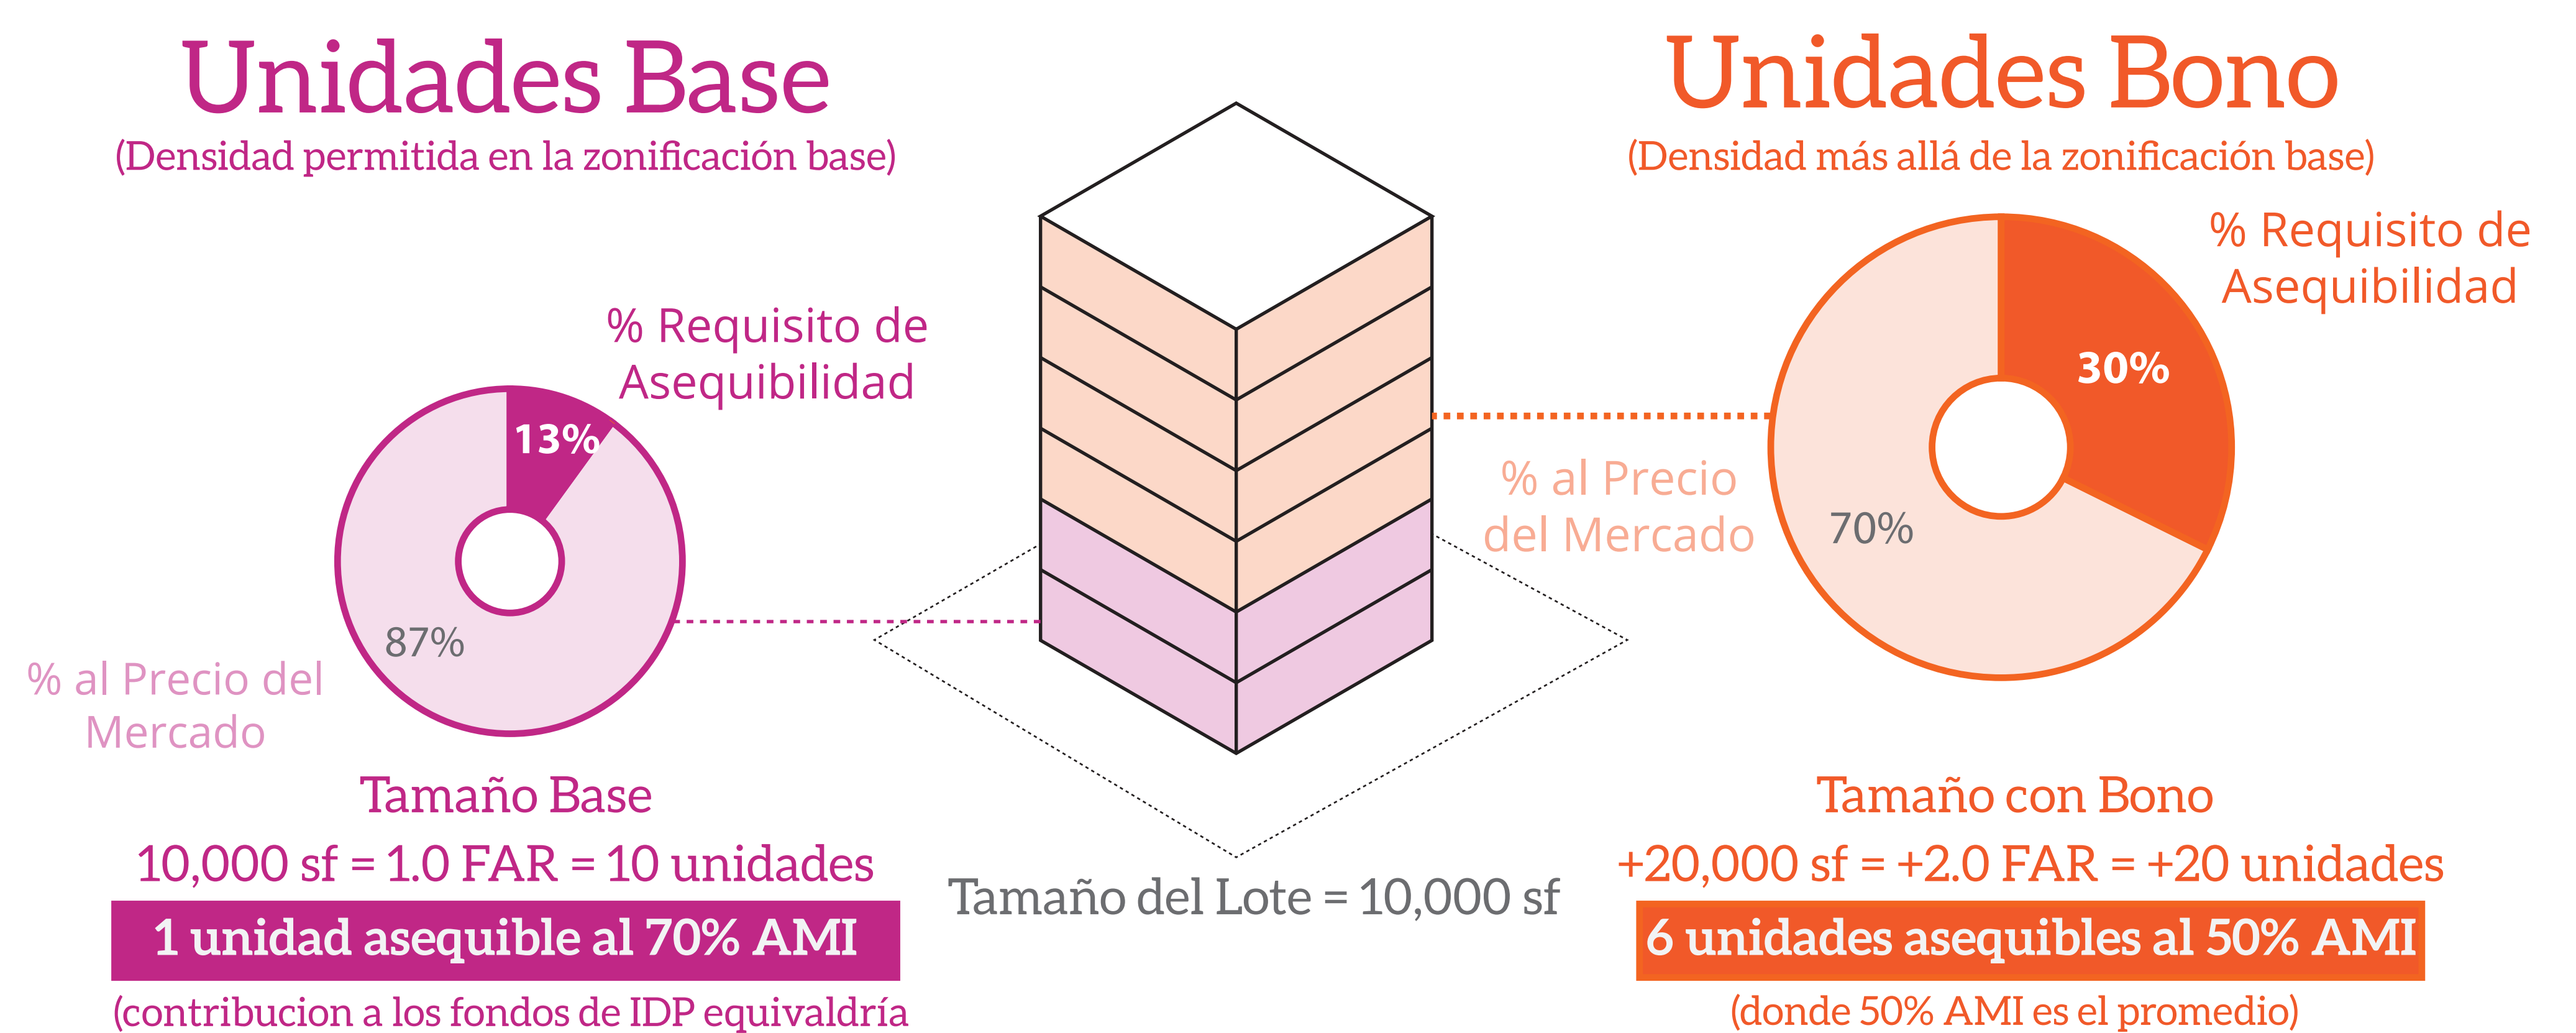 Unidades Base
(Densidad permitida en la zonificación base)
% Requisito de
Asequibilidad
13%
87%
% al Precio del
Mercado
Tamaño Base
10,000 sf = 1.0 FAR = 10 unidades
1 unidad asequible al 70% AMI
(contribucion a los fondos de IDP equivaldría
Tamaño del Lote = 10,000 sf
Unidades Bono
(Densidad más allá de la zonificación base)
% Requisito de
Asequibilidad
30%
% al Precio
del Mercado
70%
Tamaño con Bono
+20,000 sf = +2.0 FAR = +20 unidades
6 unidades asequibles al 50% AMI
(donde 50% AMI es el promedio)